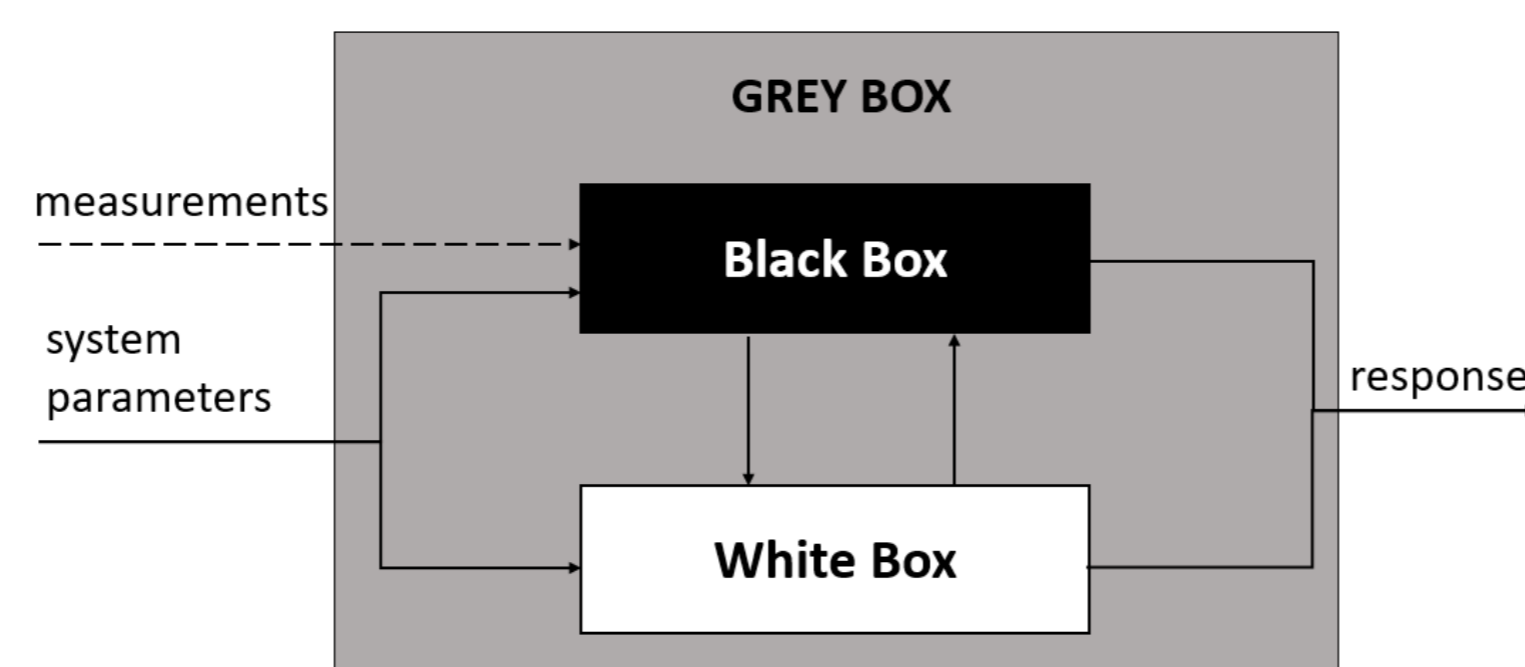 GREY BOX
measurements
Black Box
system
parameters
response
White Box